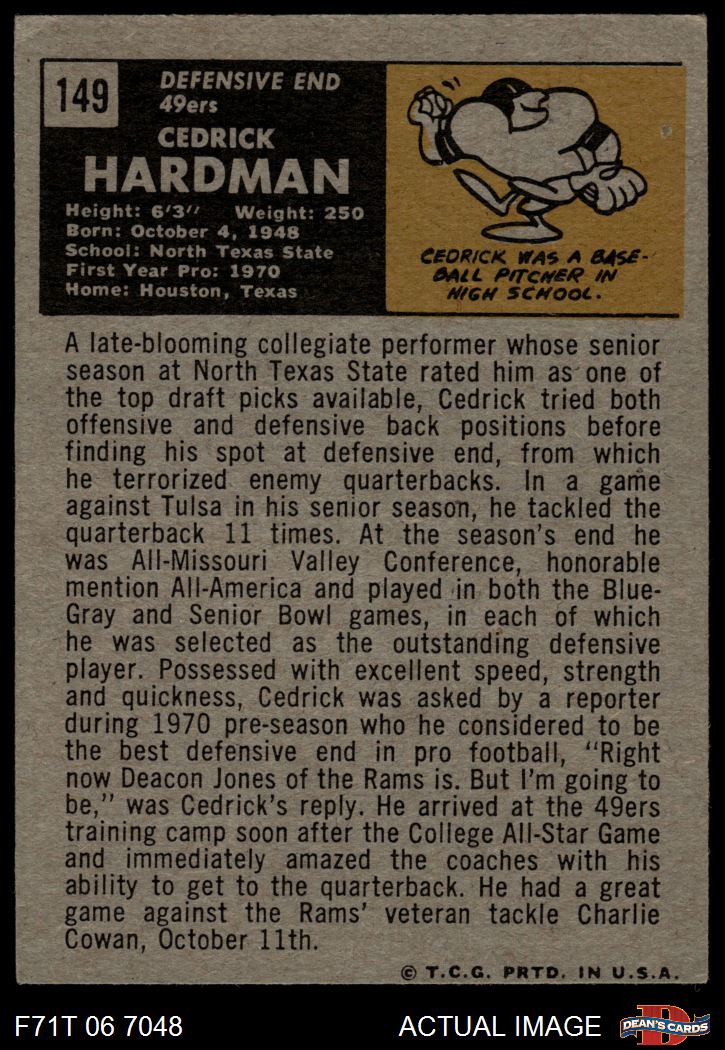 149
DEFENSIVE END
49ers
CEDRICK
HARDMAN
Height: 6'3" Weight: 250
Born: October 4, 1948
School: North Texas State
First Year Pro: 1970
Home: Houston, Texas
CEDRICK WAS A BASE-
BALL PITCHER IN
HIGH SCHOOL.
A late-blooming collegiate performer whose senior
season at North Texas State rated him as one of
the top draft picks available, Cedrick tried both
offensive and defensive back positions before
finding his spot at defensive end, from which
he terrorized enemy quarterbacks. In a game
against Tulsa in his senior season, he tackled the
quarterback 11 times. At the season's end he
was All-Missouri Valley Conference, honorable
mention All-America and played in both the Blue-
Gray and Senior Bowl games, in each of which
he was selected as the outstanding defensive
player. Possessed with excellent speed, strength
and quickness, Cedrick was asked by a reporter
during 1970 pre-season who he considered to be
the best defensive end in pro football, "Right
now Deacon Jones of the Rams is. But I'm going to
be," was Cedrick's reply. He arrived at the 49ers
training camp soon after the College All-Star Game
and immediately amazed the coaches with his
ability to get to the quarterback. He had a great
game against the Rams' veteran tackle Charlie
Cowan, October 11th.
© T.C.G. PRTD. IN U.S.A.
F71T 06 7048 ACTUAL IMAGE D DEAN'S CARDS